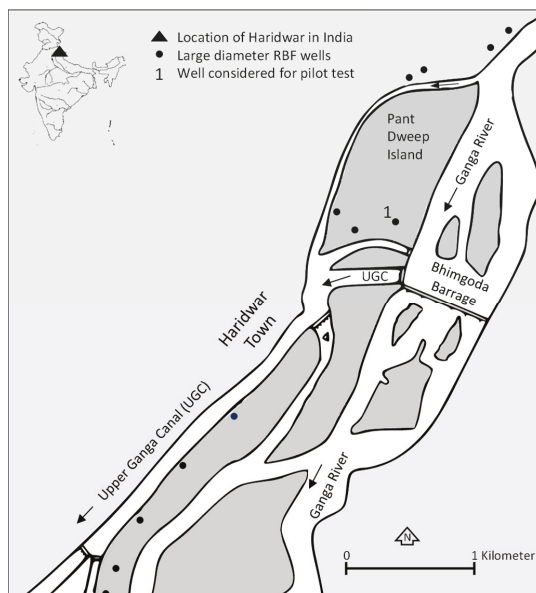 Location of Haridwar in India
Large diameter RBF wells
1 Well considered for pilot test
Pant
Dweep
Island
Ganga River
1
UGC
Bhimgoda
Barrage
Haridwar
Town
Upper Ganga Canal (UGC)
Ganga River
N
0 1 Kilometer